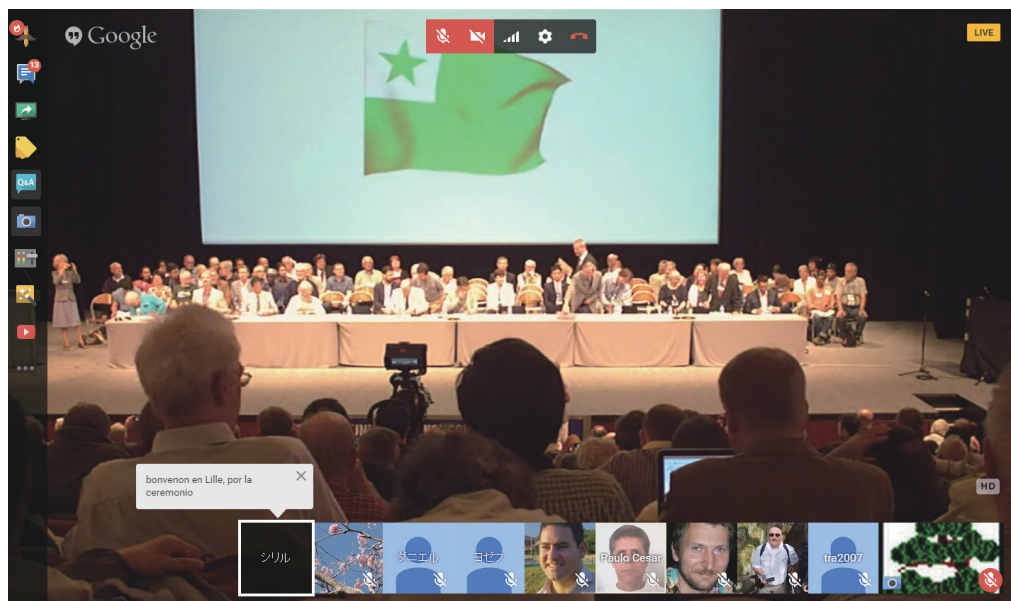 Google
LIVE
13
Q&A
bonvenon en Lille, por la
ceremonio
HD
シリル
ダニエル
ヨゼフ
Paulo Cesar
tra2007